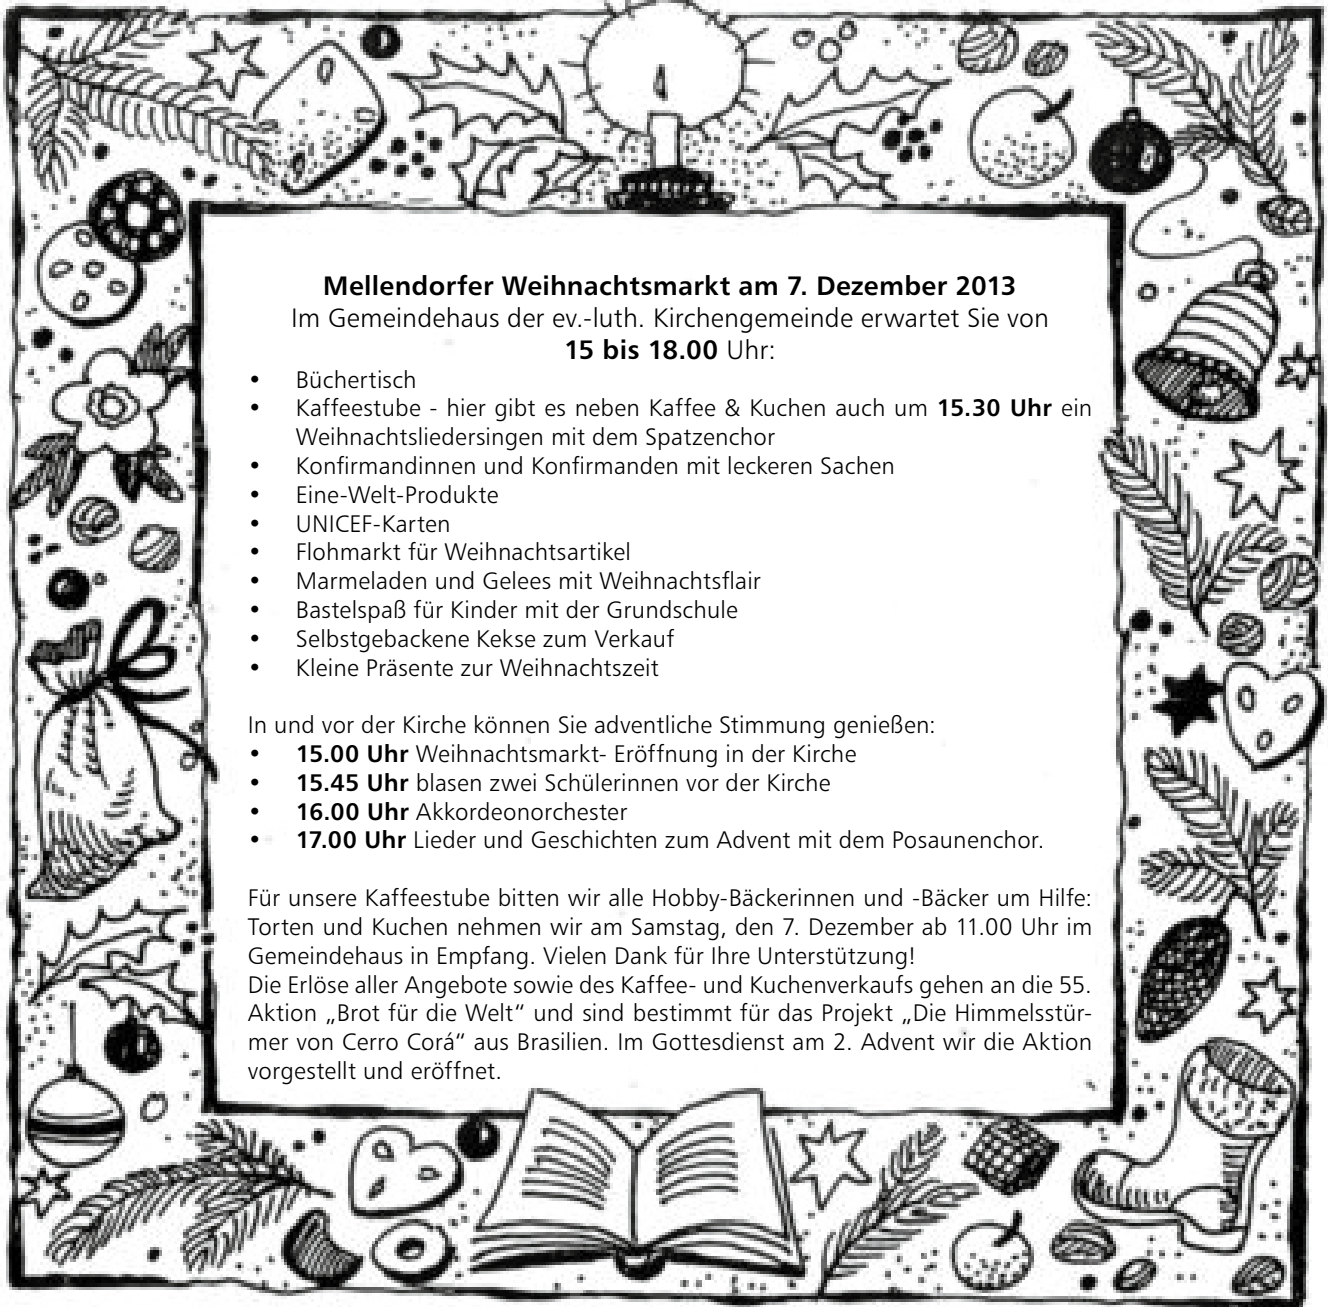 Mellendorfer Weihnachtsmarkt am 7. Dezember 2013
Im Gemeindehaus der ev.-luth. Kirchengemeinde erwartet Sie von
15 bis 18.00 Uhr:
• Büchertisch
• Kaffeestube - hier gibt es neben Kaffee & Kuchen auch um 15.30 Uhr ein
Weihnachtsliedersingen mit dem Spatzenchor
• Konfirmandinnen und Konfirmanden mit leckeren Sachen
• Eine-Welt-Produkte
• UNICEF-Karten
• Flohmarkt für Weihnachtsartikel
• Marmeladen und Gelees mit Weihnachtsflair
• Bastelspaß für Kinder mit der Grundschule
• Selbstgebackene Kekse zum Verkauf
• Kleine Präsente zur Weihnachtszeit
In und vor der Kirche können Sie adventliche Stimmung genießen:
• 15.00 Uhr Weihnachtsmarkt- Eröffnung in der Kirche
• 15.45 Uhr blasen zwei Schülerinnen vor der Kirche
• 16.00 Uhr Akkordeonorchester
• 17.00 Uhr Lieder und Geschichten zum Advent mit dem Posaunenchor.
Für unsere Kaffeestube bitten wir alle Hobby-Bäckerinnen und -Bäcker um Hilfe:
Torten und Kuchen nehmen wir am Samstag, den 7. Dezember ab 11.00 Uhr im
Gemeindehaus in Empfang. Vielen Dank für Ihre Unterstützung!
Die Erlöse aller Angebote sowie des Kaffee- und Kuchenverkaufs gehen an die 55.
Aktion „Brot für die Welt“ und sind bestimmt für das Projekt „Die Himmelsstür-
mer von Cerro Corá“ aus Brasilien. Im Gottesdienst am 2. Advent wir die Aktion
vorgestellt und eröffnet.